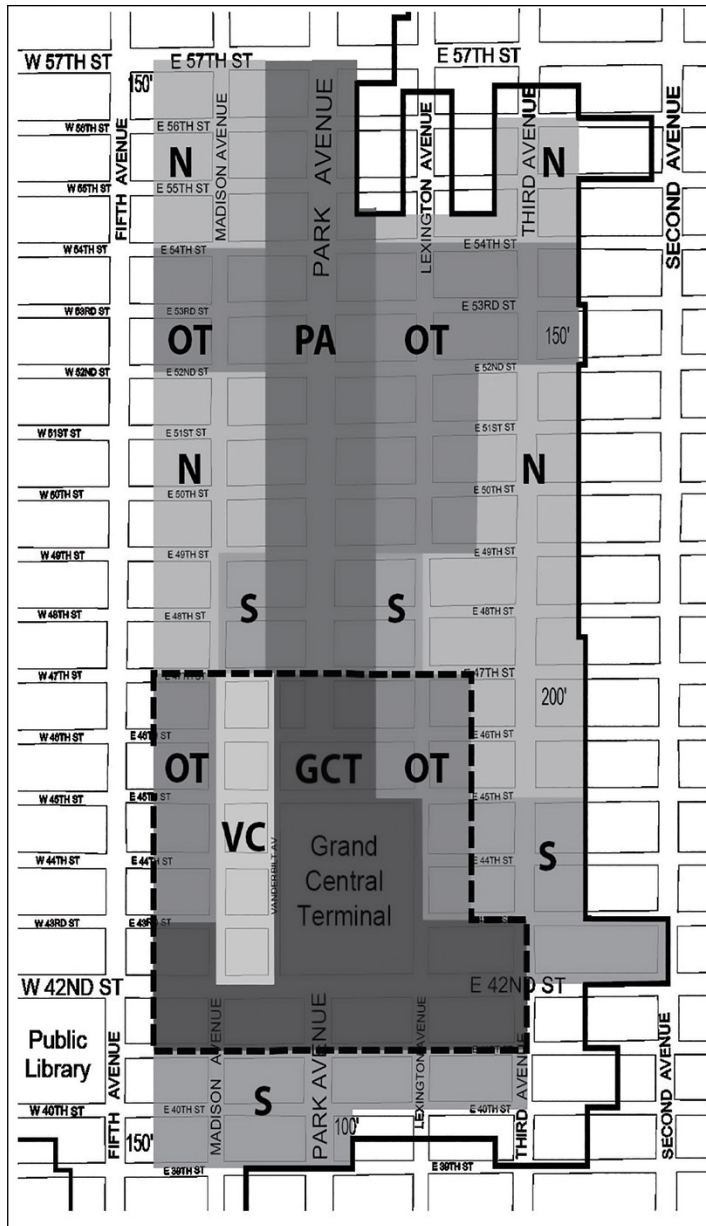 W 57TH ST
E 57TH ST
E 57TH ST
150'
W 56TH ST
E 56TH ST
FIFTH AVENUE
MADISON AVENUE
PARK AVENUE
LEXINGTON AVENUE
THIRD AVENUE
SECOND AVENUE
N
N
W 55TH ST
E 55TH ST
W 54TH ST
E 54TH ST
E 54TH ST
W 53RD ST
E 53RD ST
E 53RD ST
OT
PA
OT
150'
W 52ND ST
E 52ND ST
E 52ND ST
W 51ST ST
E 51ST ST
E 51ST ST
N
N
W 50TH ST
E 50TH ST
E 50TH ST
W 49TH ST
E 49TH ST
E 49TH ST
S
S
W 48TH ST
E 48TH ST
E 48TH ST
W 47TH ST
E 47TH ST
E 47TH ST
200'
W 46TH ST
E 46TH ST
E 46TH ST
OT
GCT
OT
W 45TH ST
E 45TH ST
E 45TH ST
VC
VANDERBILT AV
Grand
Central
Terminal
S
W 44TH ST
E 44TH ST
E 44TH ST
W 43RD ST
E 43RD ST
W 42ND ST
E 42ND ST
Public
Library
FIFTH AVENUE
MADISON AVENUE
PARK AVENUE
LEXINGTON AVENUE
THIRD AVENUE
SECOND AVENUE
S
W 40TH ST
E 40TH ST
E 40TH ST
100'
150'
E 39TH ST
E 39TH ST